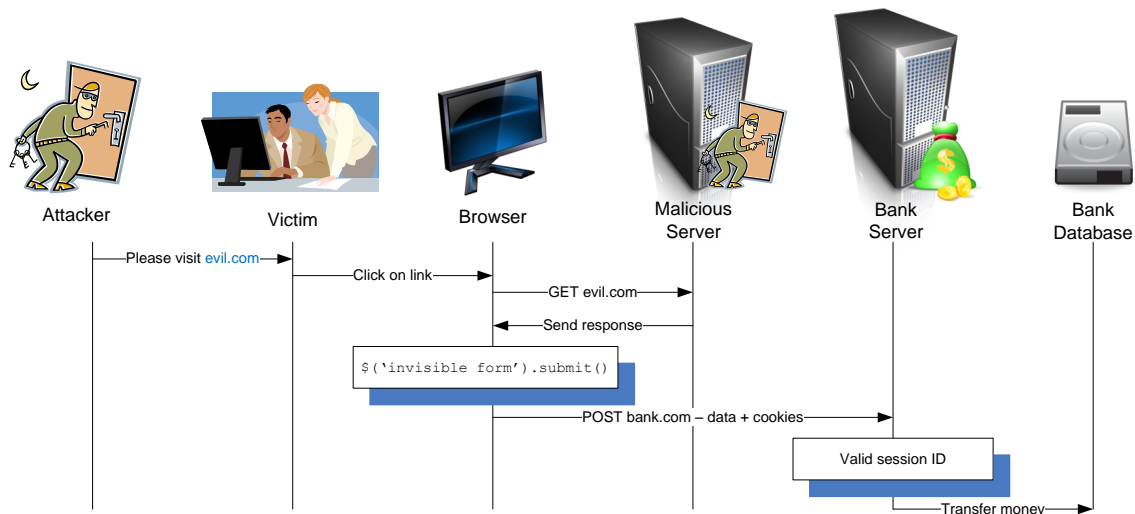 Attacker
Victim
Browser
Malicious
Server
Bank
Server
Bank
Database
Please visit evil.com
Click on link
GET evil.com
Send response
$(‘invisible form’).submit()
POST bank.com – data + cookies
Valid session ID
Transfer money